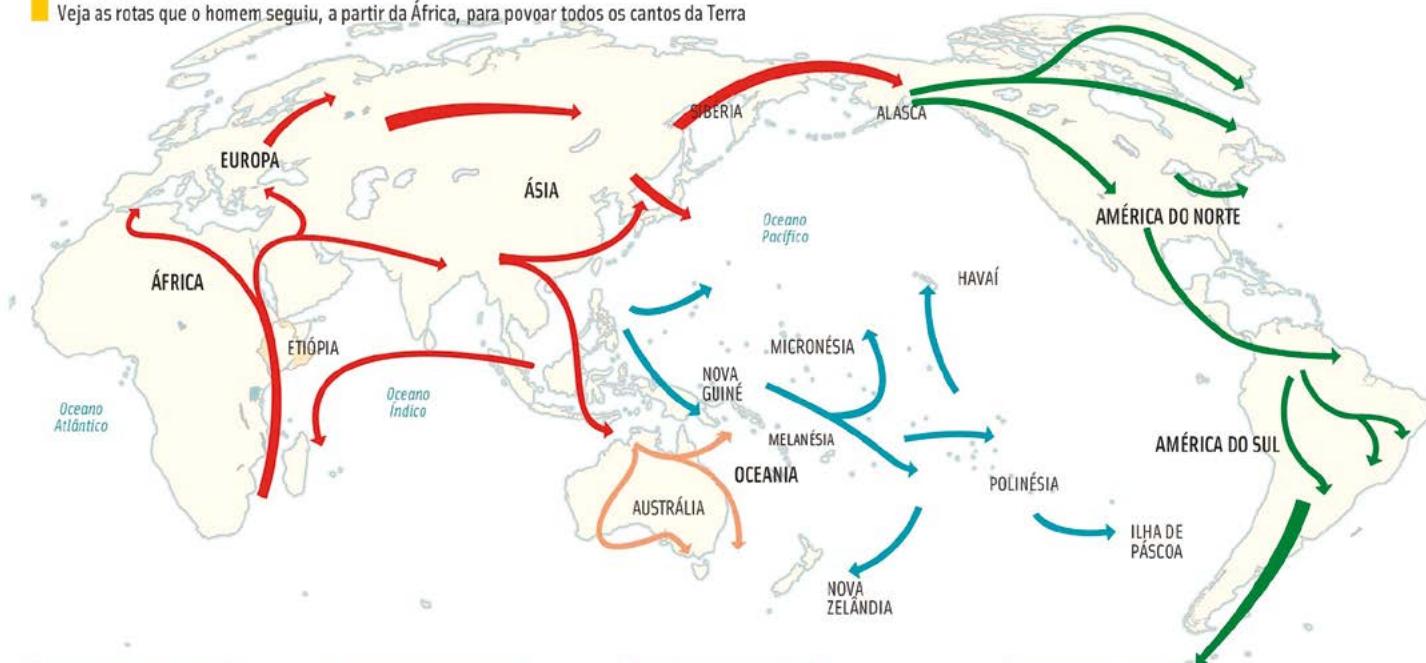 Veja as rotas que o homem seguiu, a partir da África, para povoar todos os cantos da Terra
SIBÉRIA
ALASCA
EUROPA
ÁSIA
AMÉRICA DO NORTE
Oceano
Pacífico
ÁFRICA
HAVAÍ
ETIÓPIA
MICRONÉSIA
NOVA
GUINÉ
Oceano
Atlântico
Oceano
Índico
MELANÉSIA
AMÉRICA DO SUL
OCEANIA
POLINÉSIA
AUSTRÁLIA
ILHA DE
PÁSCOA
NOVA
ZELÂNDIA